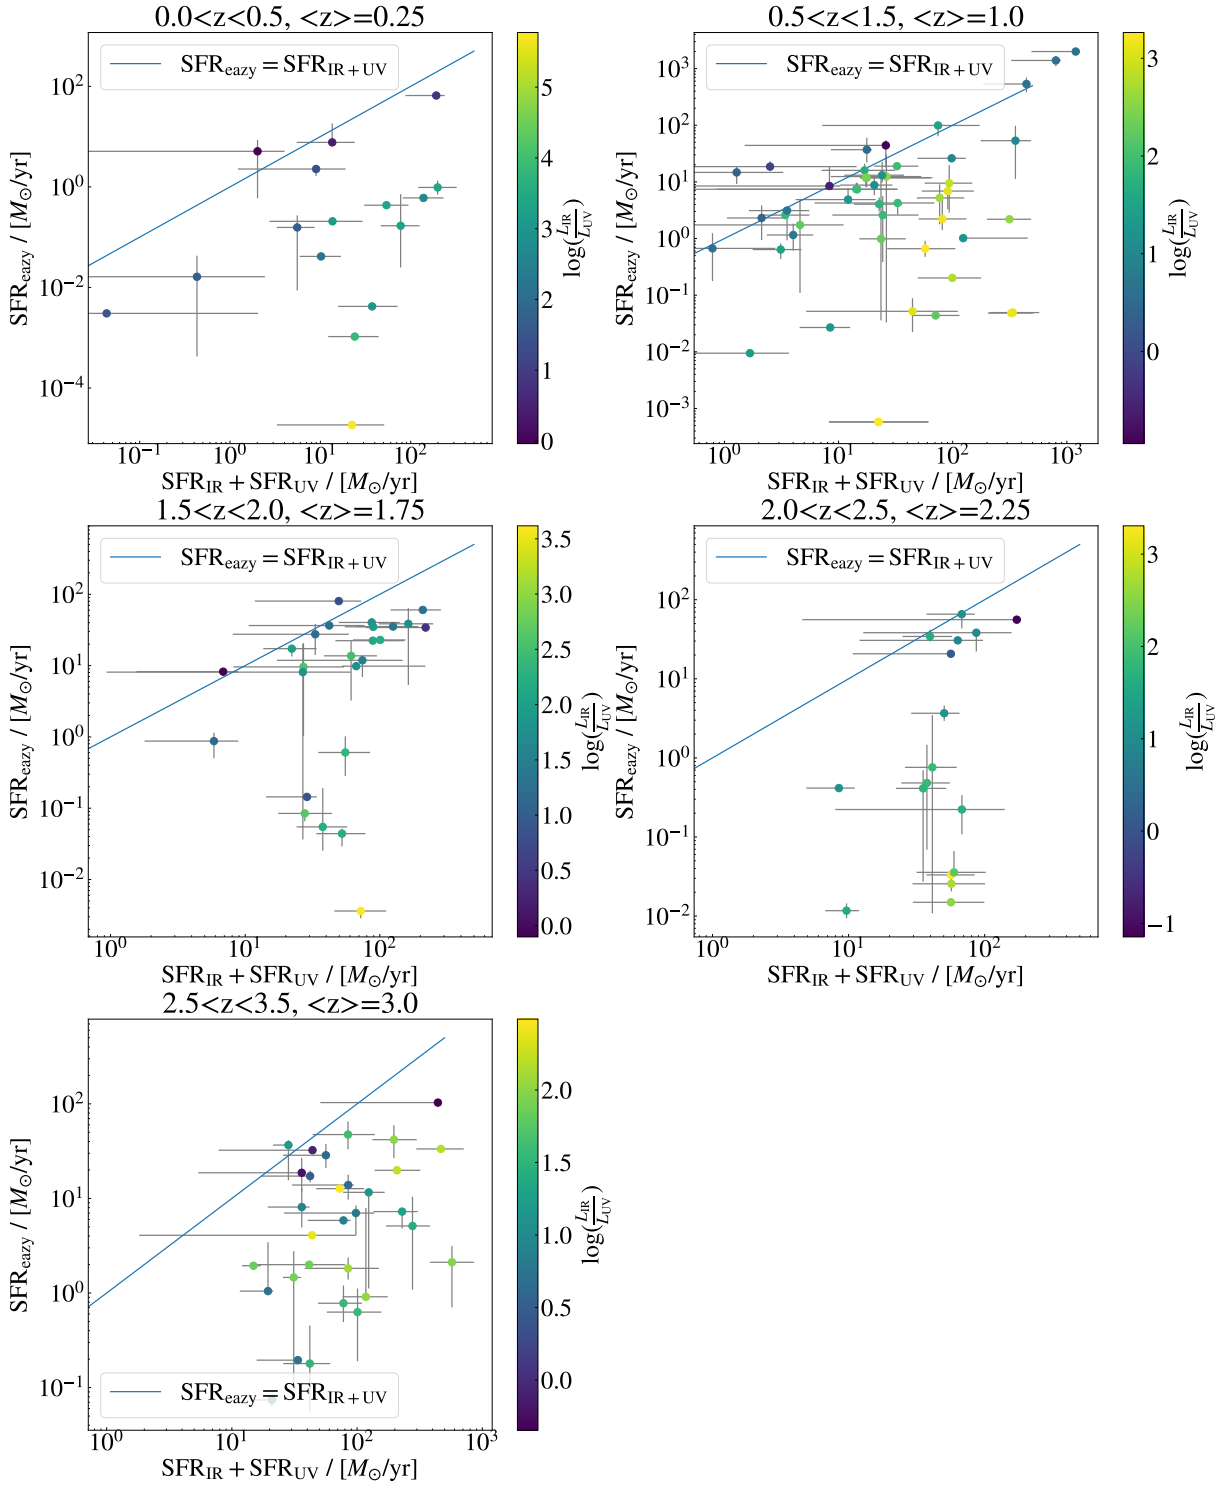 0.0<z<0.5, <z>=0.25
SFR_eazy = SFR_IR+UV
10^2
10^0
10^−2
10^−4
SFR_eazy / [M_⊙/yr]
10^−1 10^0 10^1 10^2
SFR_IR + SFR_UV / [M_⊙/yr]
5
4
3
2
1
0
log(L_IR/L_UV)
0.5<z<1.5, <z>=1.0
SFR_eazy = SFR_IR+UV
10^3
10^2
10^1
10^0
10^−1
10^−2
10^−3
SFR_eazy / [M_⊙/yr]
10^0 10^1 10^2 10^3
SFR_IR + SFR_UV / [M_⊙/yr]
3
2
1
0
log(L_IR/L_UV)
1.5<z<2.0, <z>=1.75
SFR_eazy = SFR_IR+UV
10^2
10^1
10^0
10^−1
10^−2
SFR_eazy / [M_⊙/yr]
10^0 10^1 10^2
SFR_IR + SFR_UV / [M_⊙/yr]
3.5
3.0
2.5
2.0
1.5
1.0
0.5
0.0
log(L_IR/L_UV)
2.0<z<2.5, <z>=2.25
SFR_eazy = SFR_IR+UV
10^2
10^1
10^0
10^−1
10^−2
SFR_eazy / [M_⊙/yr]
10^0 10^1 10^2
SFR_IR + SFR_UV / [M_⊙/yr]
3
2
1
0
−1
log(L_IR/L_UV)
2.5<z<3.5, <z>=3.0
10^2
10^1
10^0
10^−1
SFR_eazy / [M_⊙/yr]
SFR_eazy = SFR_IR+UV
10^0 10^1 10^2 10^3
SFR_IR + SFR_UV / [M_⊙/yr]
2.0
1.5
1.0
0.5
0.0
log(L_IR/L_UV)